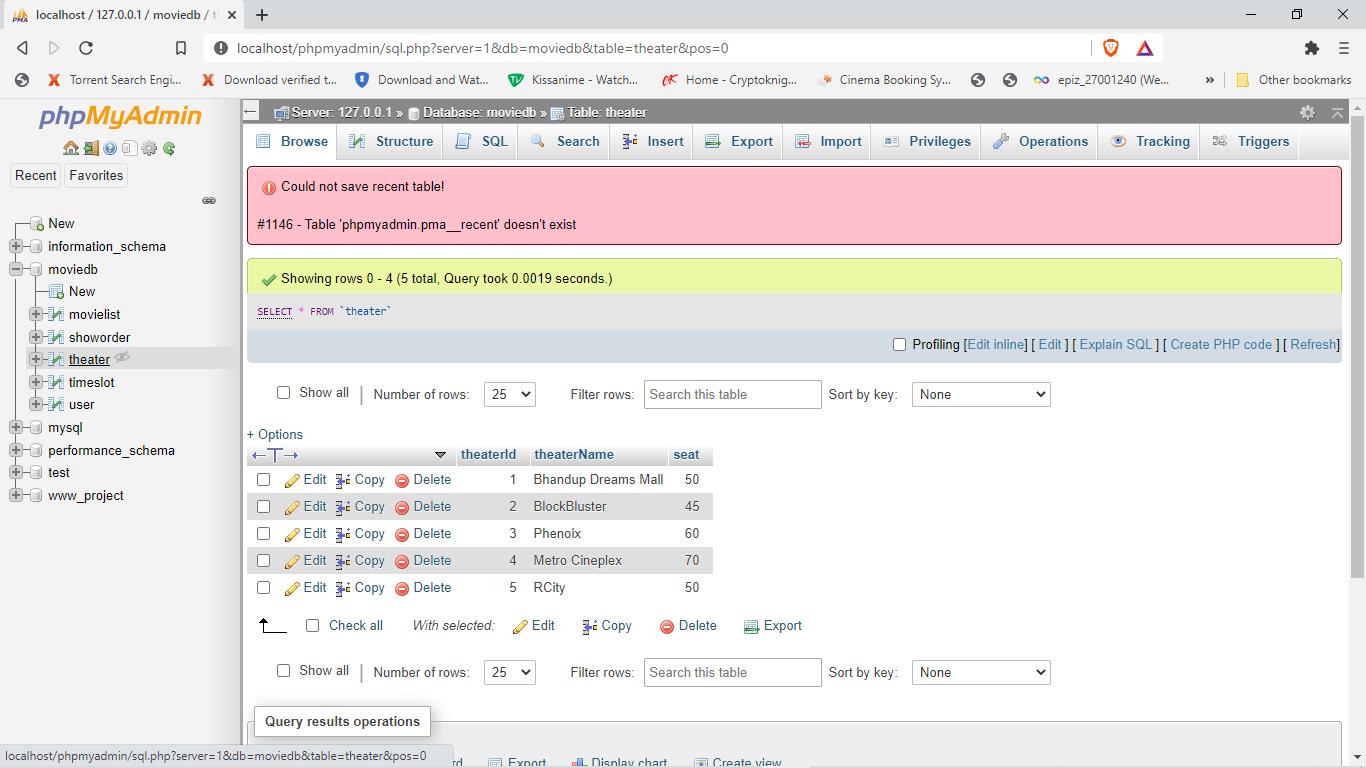 localhost / 127.0.0.1 / moviedb / t
localhost/phpmyadmin/sql.php?server=1&db=moviedb&table=theater&pos=0
Torrent Search Engi... Download verified t... Download and Wat... Kissanime - Watch... Home - Cryptoknig... Cinema Booking Sy... epiz_27001240 (We... » Other bookmarks
phpMyAdmin
Recent Favorites
New
information_schema
moviedb
New
movielist
showorder
theater
timeslot
user
mysql
performance_schema
test
www_project
Server: 127.0.0.1 » Database: moviedb » Table: theater
Browse Structure SQL Search Insert Export Import Privileges Operations Tracking Triggers
Could not save recent table!
#1146 - Table 'phpmyadmin.pma__recent' doesn't exist
Showing rows 0 - 4 (5 total, Query took 0.0019 seconds.)
SELECT * FROM `theater`
Profiling [Edit inline] [ Edit ] [ Explain SQL ] [ Create PHP code ] [ Refresh]
Show all | Number of rows: 25 Filter rows: Search this table Sort by key: None
+ Options
←T→ theaterId theaterName seat
Edit Copy Delete 1 Bhandup Dreams Mall 50
Edit Copy Delete 2 BlockBluster 45
Edit Copy Delete 3 Phenoix 60
Edit Copy Delete 4 Metro Cineplex 70
Edit Copy Delete 5 RCity 50
Check all With selected: Edit Copy Delete Export
Show all | Number of rows: 25 Filter rows: Search this table Sort by key: None
Query results operations
localhost/phpmyadmin/sql.php?server=1&db=moviedb&table=theater&pos=0
Export Display chart Create view